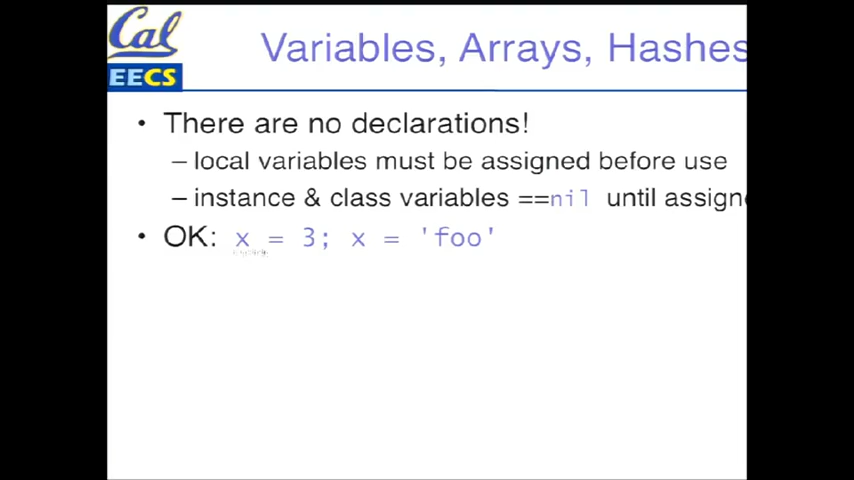 Cal
EECS
Variables, Arrays, Hashes
• There are no declarations!
– local variables must be assigned before use
– instance & class variables ==nil until assigne
• OK: x = 3; x = 'foo'